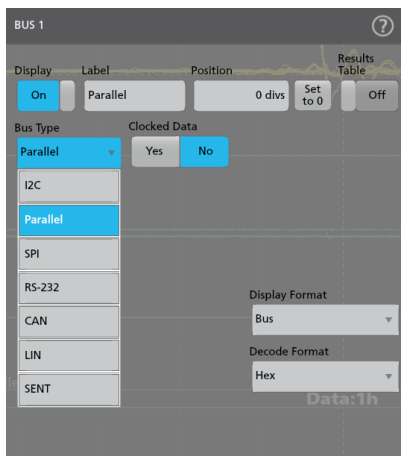 BUS 1
?
Display
Label
Position
Results
Table
On
Parallel
0 divs
Set
to 0
Off
Bus Type
Clocked Data
Parallel
Yes
No
I2C
Parallel
SPI
RS-232
CAN
LIN
SENT
Display Format
Bus
Decode Format
Hex
Data:1h